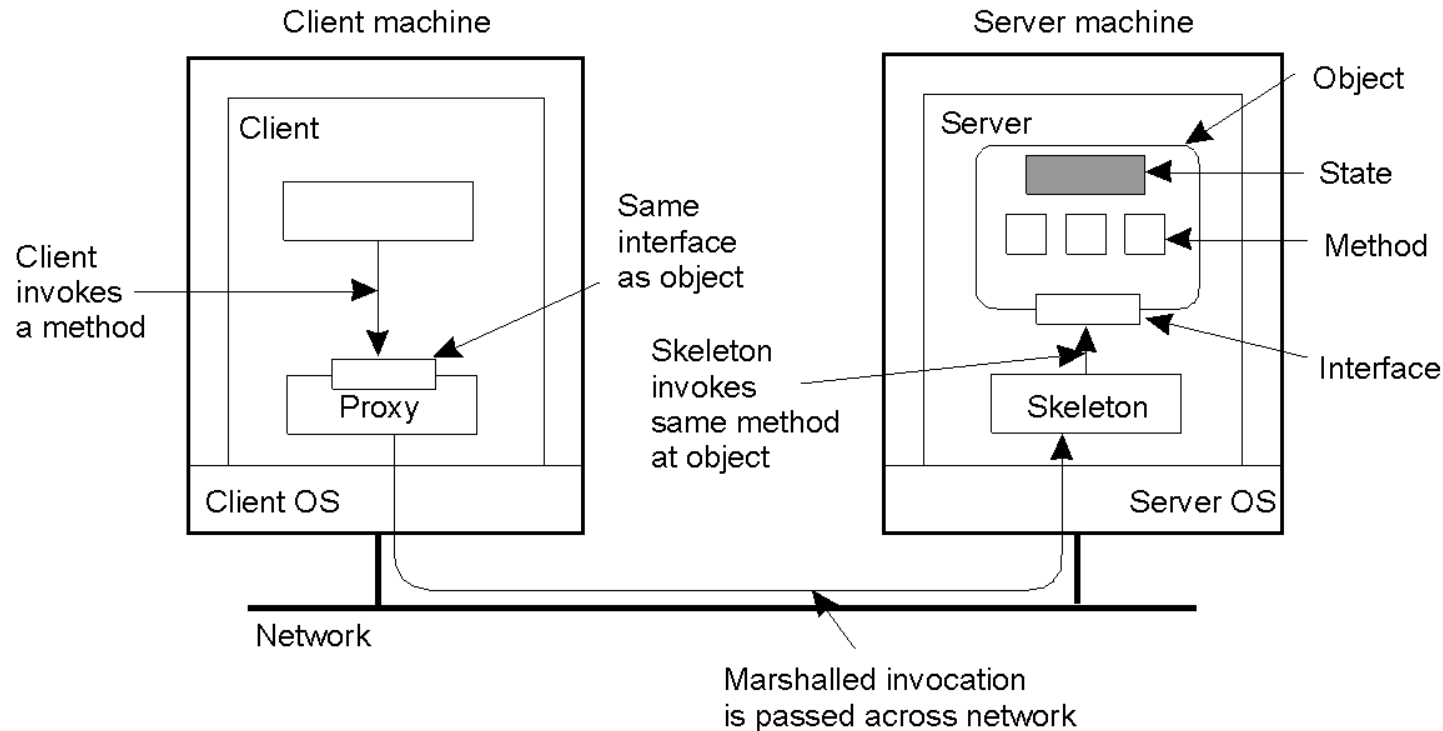 Client machine
Server machine
Object
Client
Server
State
Same
interface
as object
Method
Client
invokes
a method
Skeleton
invokes
same method
at object
Interface
Proxy
Skeleton
Client OS
Server OS
Network
Marshalled invocation
is passed across network